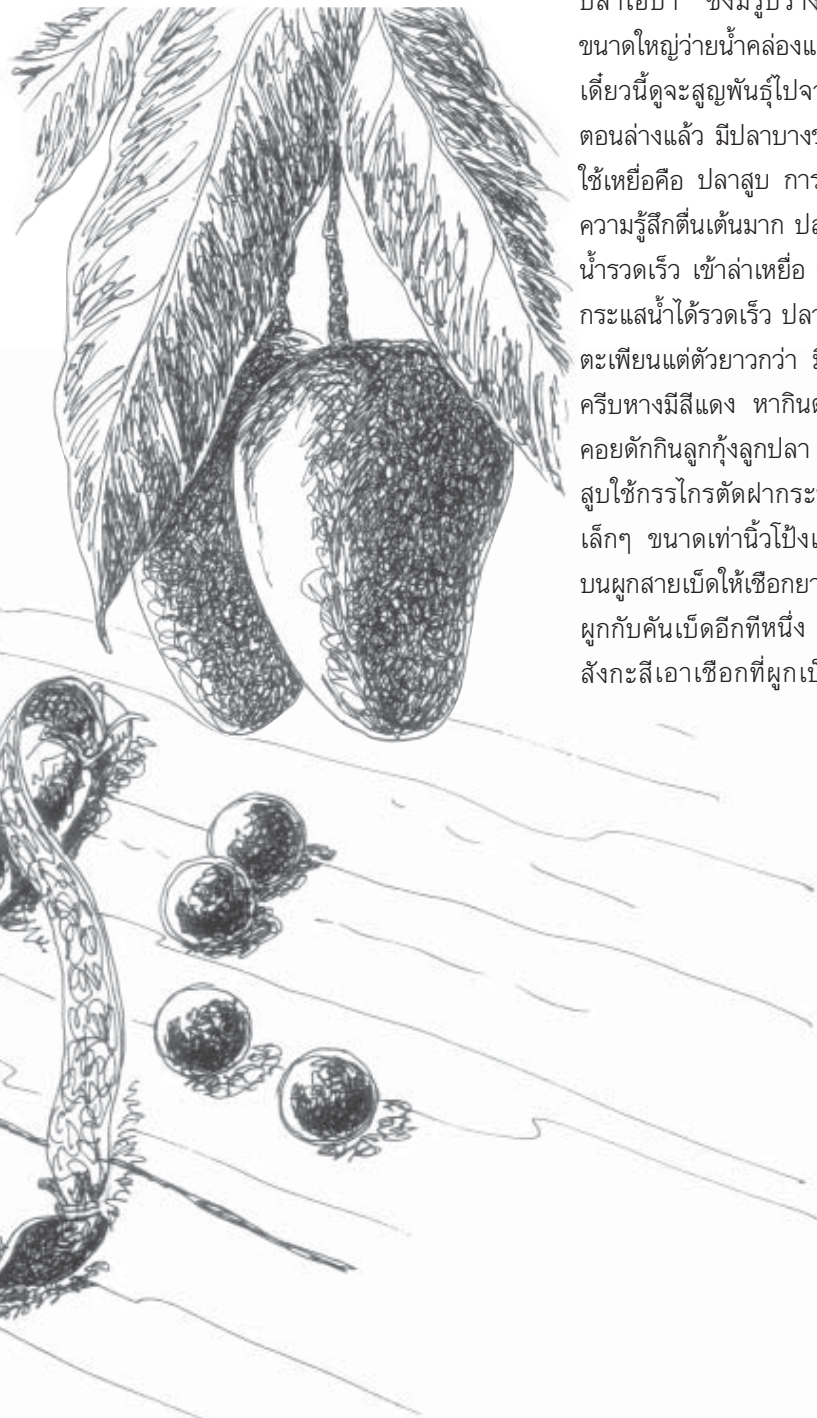 ขนาดใหญ่ว่ายน้ำคล่องแ
เดี๋ยวนี้ดูจะสูญพันธุ์ไปจา
ตอนล่างแล้ว มีปลาบาง
ใช้เหยื่อคือ ปลาสูบ การ
ความรู้สึกตื่นเต้นมาก ปล
น้ำรวดเร็ว เข้าล่าเหยื่อ
กระแสน้ำได้รวดเร็ว ปลา
ตะเพียนแต่ตัวยาวกว่า มี
ครีบหางมีสีแดง หากิน
คอยดักกินลูกกุ้งลูกปลา
สูบใช้กรรไกรตัดฝากระ
เล็กๆ ขนาดเท่านิ้วโป้งแ
บนผูกสายเบ็ดให้เชือกยา
ผูกกับคันเบ็ดอีกทีหนึ่ง
สังกะสีเอาเชือกที่ผูกเบ็